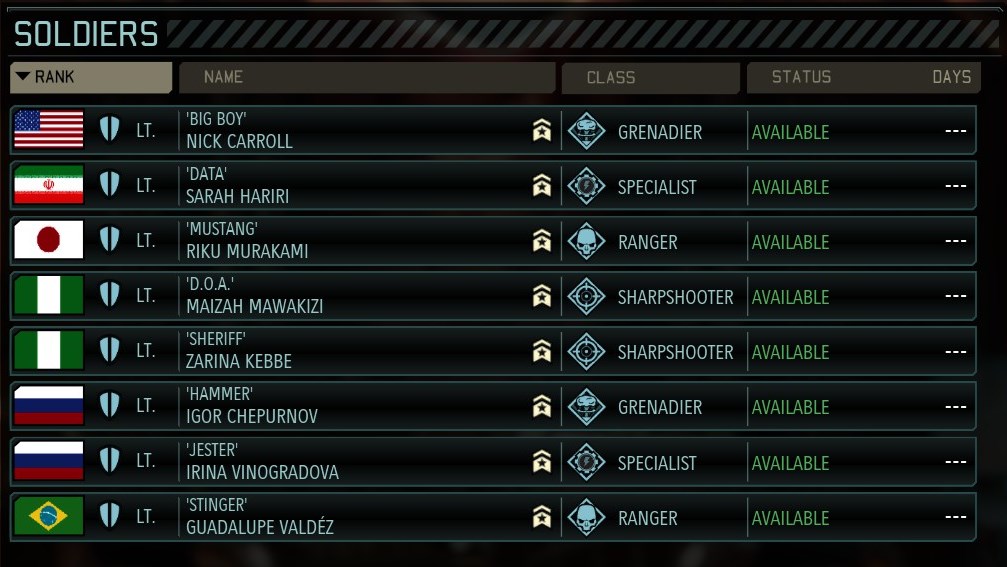 SOLDIERS
RANK NAME CLASS STATUS DAYS
LT. 'BIG BOY' NICK CARROLL GRENADIER AVAILABLE ---
LT. 'DATA' SARAH HARIRI SPECIALIST AVAILABLE ---
LT. 'MUSTANG' RIKU MURAKAMI RANGER AVAILABLE ---
LT. 'D.O.A.' MAIZAH MAWAKIZI SHARPSHOOTER AVAILABLE ---
LT. 'SHERIFF' ZARINA KEBBE SHARPSHOOTER AVAILABLE ---
LT. 'HAMMER' IGOR CHEPURNOV GRENADIER AVAILABLE ---
LT. 'JESTER' IRINA VINOGRADOVA SPECIALIST AVAILABLE ---
LT. 'STINGER' GUADALUPE VALDÉZ RANGER AVAILABLE ---